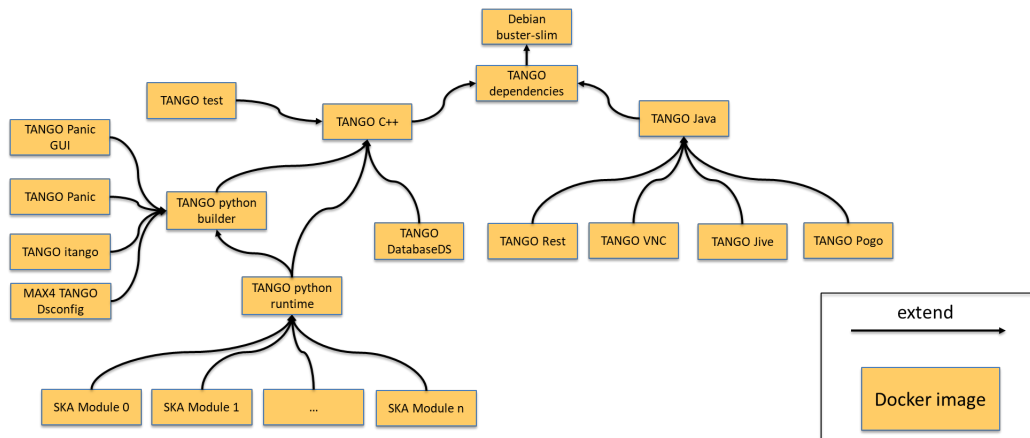 Debian
buster-slim
TANGO
dependencies
TANGO test
TANGO C++
TANGO Java
TANGO Panic
GUI
TANGO Panic
TANGO python
builder
TANGO itango
TANGO
DatabaseDS
TANGO Rest
TANGO VNC
TANGO Jive
TANGO Pogo
MAX4 TANGO
Dsconfig
TANGO python
runtime
SKA Module 0
SKA Module 1
...
SKA Module n
extend
Docker image